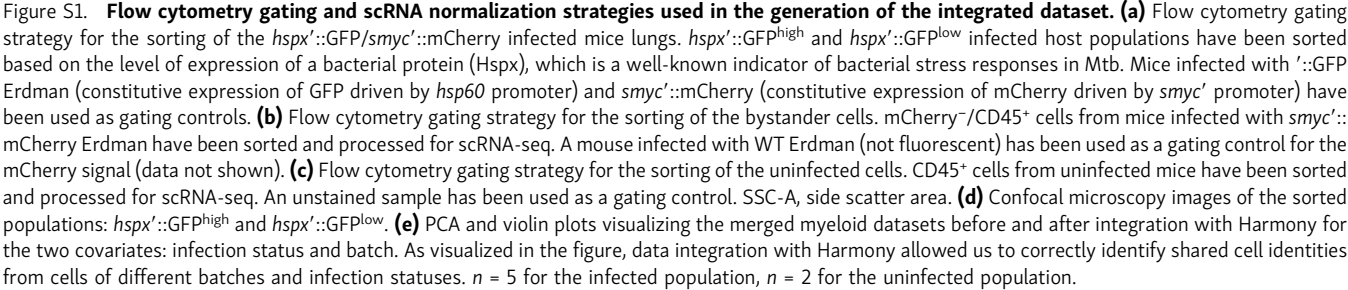 Figure S1. Flow cytometry gating and scRNA normalization strategies used in the generation of the integrated dataset. (a) Flow cytometry gating
strategy for the sorting of the hspx′::GFP/smyc′::mCherry infected mice lungs. hspx′::GFPhigh and hspx′::GFPlow infected host populations have been sorted
based on the level of expression of a bacterial protein (Hspx), which is a well-known indicator of bacterial stress responses in Mtb. Mice infected with ′::GFP
Erdman (constitutive expression of GFP driven by hsp60 promoter) and smyc′::mCherry (constitutive expression of mCherry driven by smyc′ promoter) have
been used as gating controls. (b) Flow cytometry gating strategy for the sorting of the bystander cells. mCherry−/CD45+ cells from mice infected with smyc′::
mCherry Erdman have been sorted and processed for scRNA-seq. A mouse infected with WT Erdman (not fluorescent) has been used as a gating control for the
mCherry signal (data not shown). (c) Flow cytometry gating strategy for the sorting of the uninfected cells. CD45+ cells from uninfected mice have been sorted
and processed for scRNA-seq. An unstained sample has been used as a gating control. SSC-A, side scatter area. (d) Confocal microscopy images of the sorted
populations: hspx′::GFPhigh and hspx′::GFPlow. (e) PCA and violin plots visualizing the merged myeloid datasets before and after integration with Harmony for
the two covariates: infection status and batch. As visualized in the figure, data integration with Harmony allowed us to correctly identify shared cell identities
from cells of different batches and infection statuses. n = 5 for the infected population, n = 2 for the uninfected population.